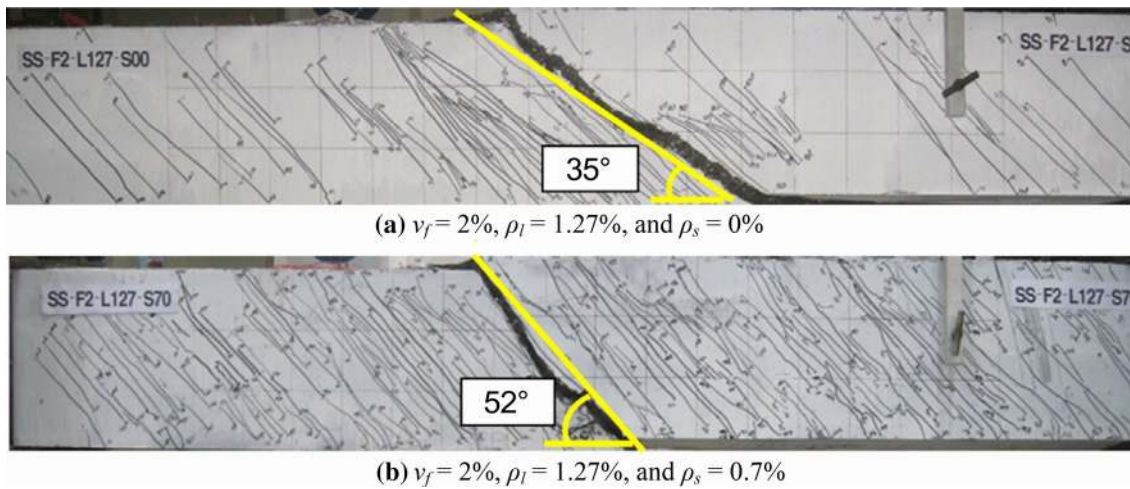 SS-F2-L127-S00
SS-F2-L127-S
35°
(a) v_f = 2%, ρ_l = 1.27%, and ρ_s = 0%
SS-F2-L127-S70
SS-F2-L127-S7
52°
(b) v_f = 2%, ρ_l = 1.27%, and ρ_s = 0.7%